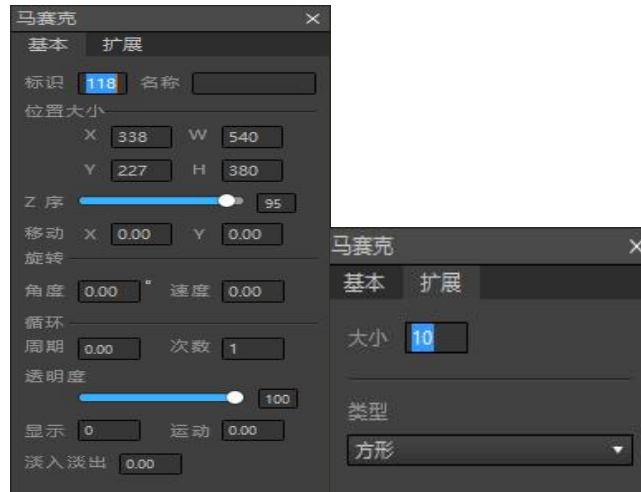 马赛克
基本 扩展
标识 118 名称
位置大小
X 338 W 540
Y 227 H 380
Z 序 95
移动 X 0.00 Y 0.00
旋转
角度 0.00 ° 速度 0.00
循环
周期 0.00 次数 1
透明度
100
显示 0 运动 0.00
淡入淡出 0.00
马赛克
基本 扩展
大小 10
类型
方形